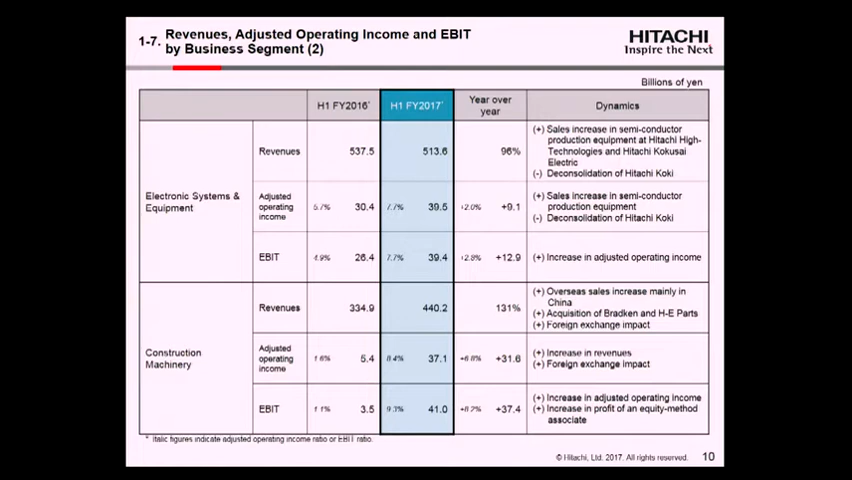 1-7. Revenues, Adjusted Operating Income and EBIT
by Business Segment (2)
HITACHI
Inspire the Next
Billions of yen
H1 FY2016* H1 FY2017* Year over
year Dynamics
Electronic Systems &
Equipment
Revenues 537.5 513.6 96%
(+) Sales increase in semi-conductor
production equipment at Hitachi High-
Technologies and Hitachi Kokusai
Electric
(-) Deconsolidation of Hitachi Koki
Adjusted
operating
income
5.7% 30.4 7.7% 39.5 +2.0% +9.1
(+) Sales increase in semi-conductor
production equipment
(-) Deconsolidation of Hitachi Koki
EBIT 4.9% 26.4 7.7% 39.4 +2.8% +12.9
(+) Increase in adjusted operating income
Construction
Machinery
Revenues 334.9 440.2 131%
(+) Overseas sales increase mainly in
China
(+) Acquisition of Bradken and H-E Parts
(+) Foreign exchange impact
Adjusted
operating
income
1.6% 5.4 8.4% 37.1 +6.8% +31.6
(+) Increase in revenues
(+) Foreign exchange impact
EBIT 1.1% 3.5 9.3% 41.0 +8.2% +37.4
(+) Increase in adjusted operating income
(+) Increase in profit of an equity-method
associate
* Italic figures indicate adjusted operating income ratio or EBIT ratio.
© Hitachi, Ltd. 2017. All rights reserved. 10